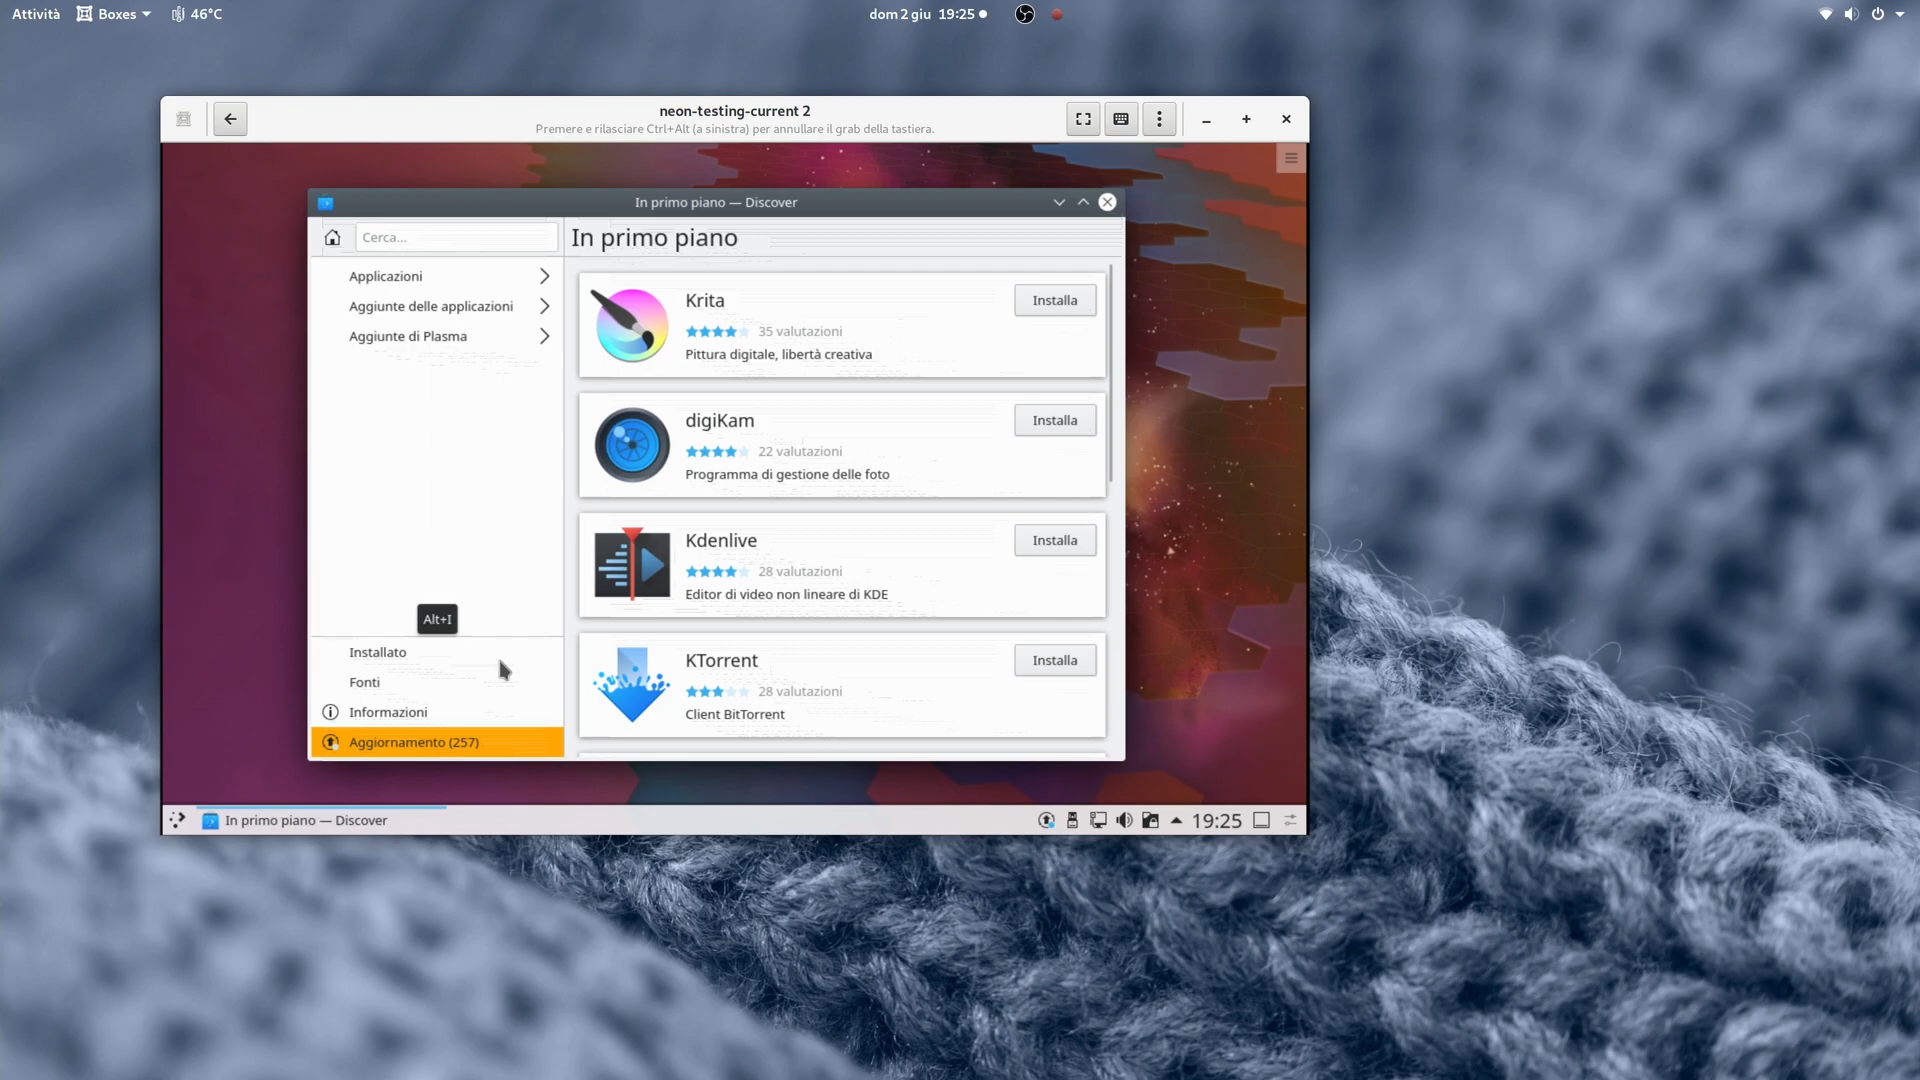 Attività Boxes 46°C dom 2 giu 19:25
neon-testing-current 2
Premere e rilasciare Ctrl+Alt (a sinistra) per annullare il grab della tastiera.
In primo piano — Discover
Cerca...
In primo piano
Applicazioni
Aggiunte delle applicazioni
Aggiunte di Plasma
Krita
Installa
35 valutazioni
Pittura digitale, libertà creativa
digiKam
Installa
22 valutazioni
Programma di gestione delle foto
Kdenlive
Installa
28 valutazioni
Editor di video non lineare di KDE
KTorrent
Installa
28 valutazioni
Client BitTorrent
Alt+I
Installato
Fonti
Informazioni
Aggiornamento (257)
In primo piano — Discover
19:25